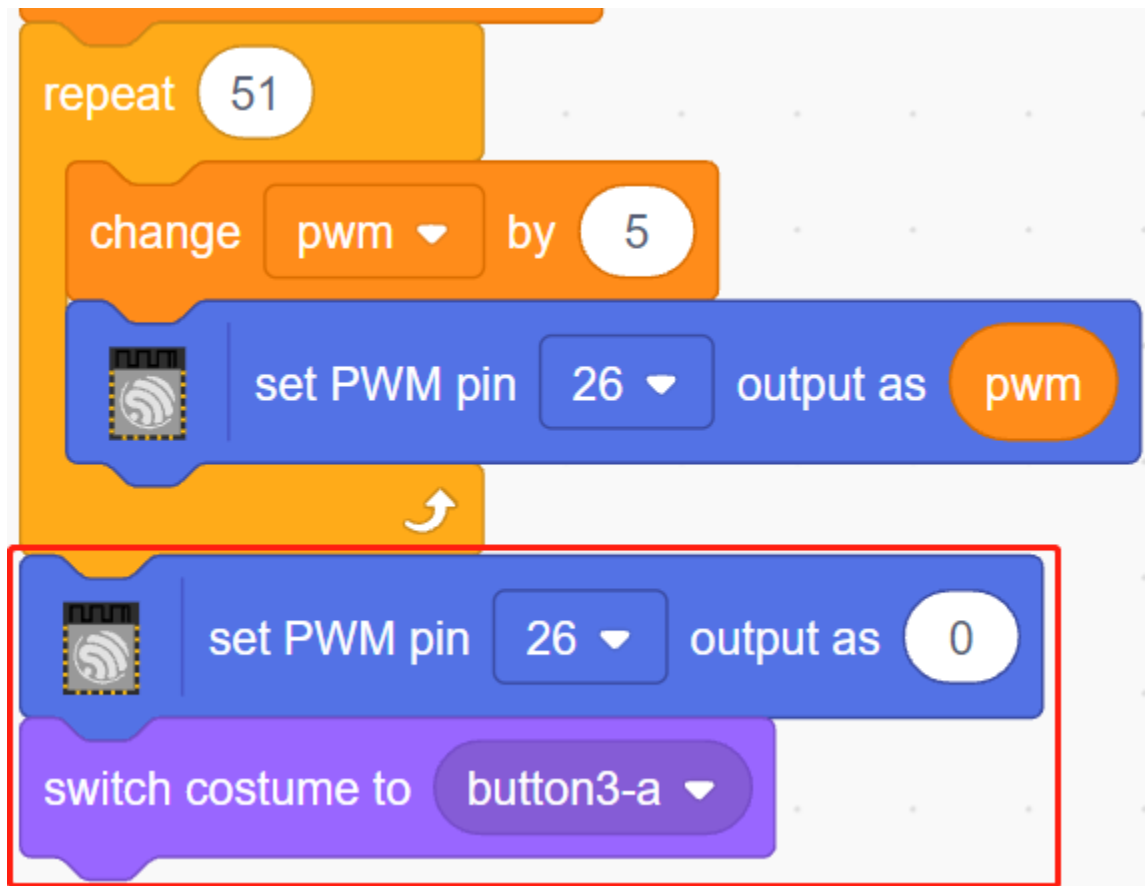 repeat 51
change pwm by 5
set PWM pin 26 output as pwm
set PWM pin 26 output as 0
switch costume to button3-a